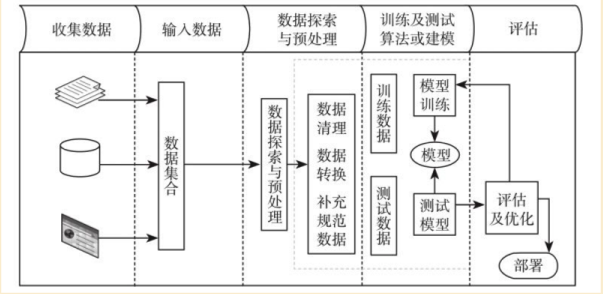 收集数据
输入数据
数据探索
与预处理
训练及测试
算法或建模
评估
数据集合
数据探索与预处理
数据
清理
数据
转换
补充
规范
数据
训练数据
测试数据
模型
训练
模型
测试
模型
评估
及优化
部署